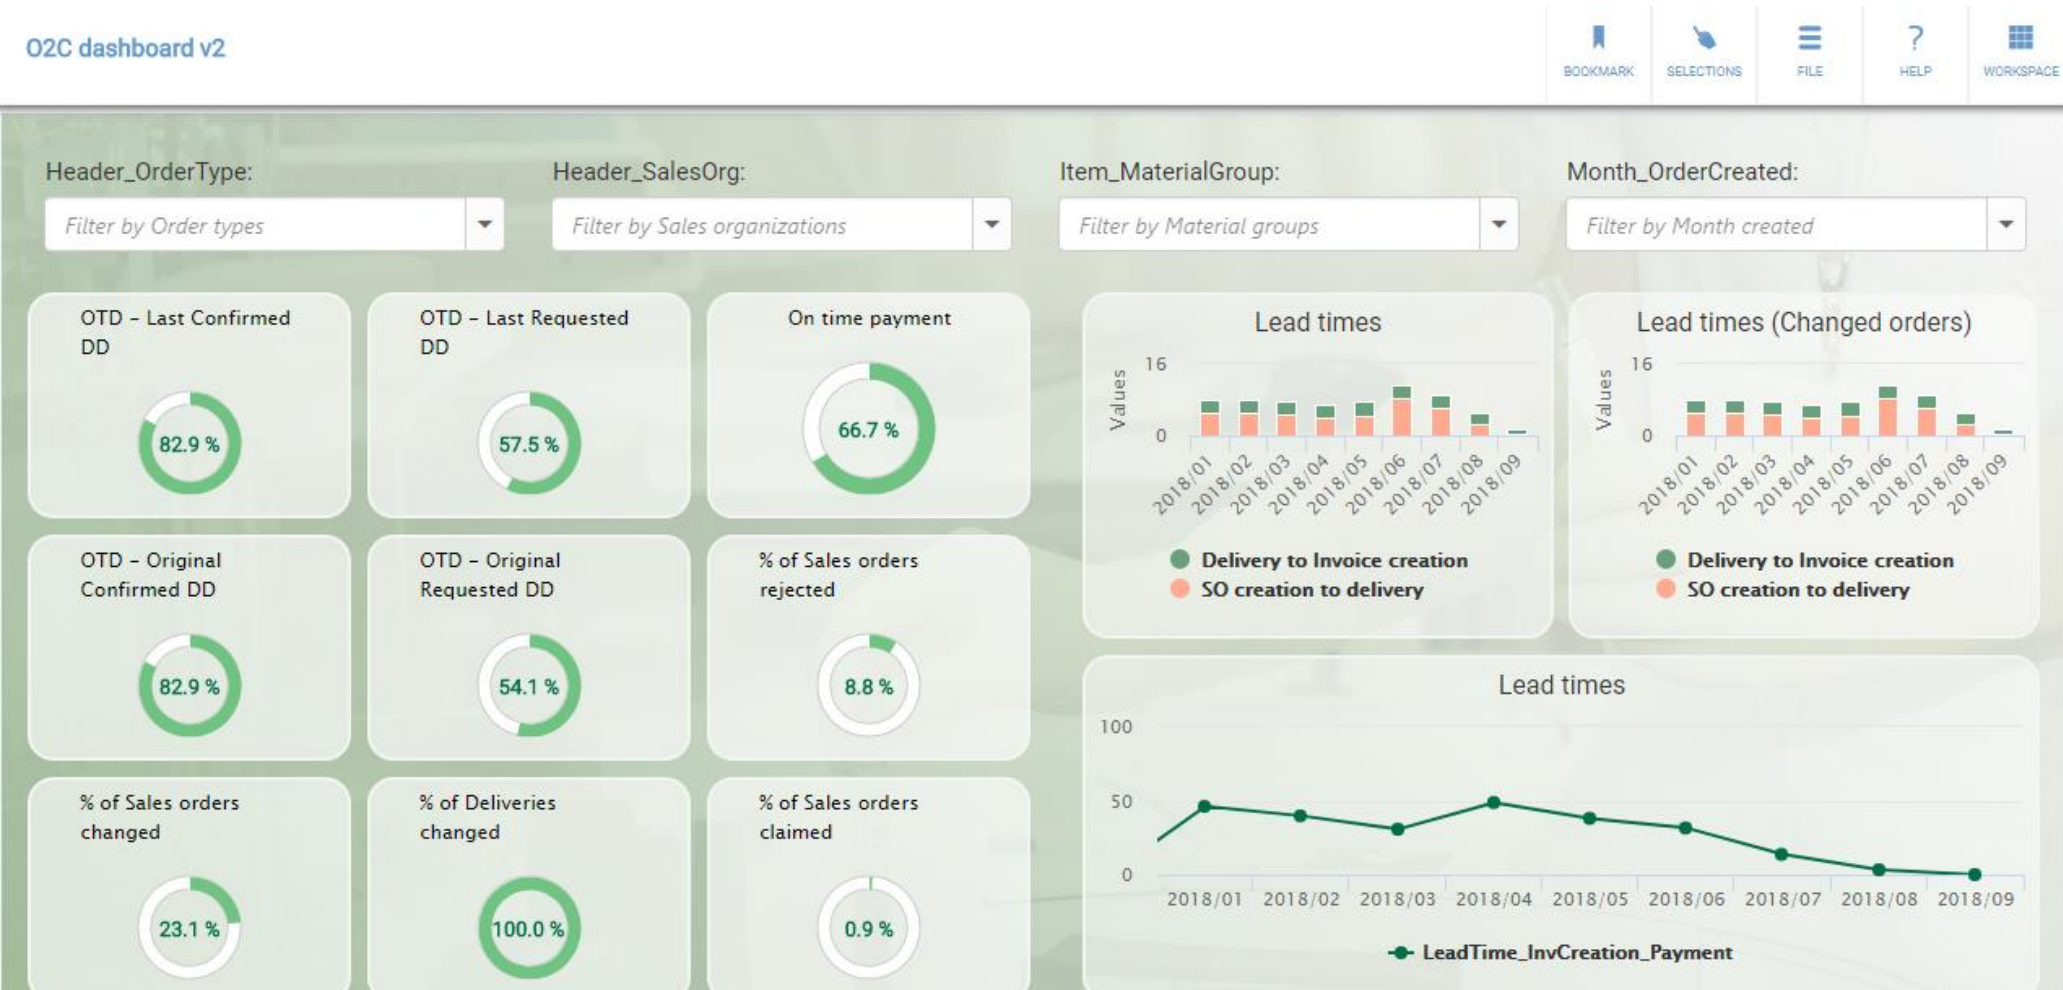 O2C dashboard v2
BOOKMARK
SELECTIONS
FILE
HELP
WORKSPACE
Header_OrderType:
Header_SalesOrg:
Item_MaterialGroup:
Month_OrderCreated:
Filter by Order types
Filter by Sales organizations
Filter by Material groups
Filter by Month created
OTD - Last Confirmed
DD
82.9 %
OTD - Last Requested
DD
57.5 %
On time payment
66.7 %
OTD - Original
Confirmed DD
82.9 %
OTD - Original
Requested DD
54.1 %
% of Sales orders
rejected
8.8 %
% of Sales orders
changed
23.1 %
% of Deliveries
changed
100.0 %
% of Sales orders
claimed
0.9 %
Lead times
Values
16
0
2018/01
2018/02
2018/03
2018/04
2018/05
2018/06
2018/07
2018/08
2018/09
Delivery to Invoice creation
SO creation to delivery
Lead times (Changed orders)
Values
16
0
2018/01
2018/02
2018/03
2018/04
2018/05
2018/06
2018/07
2018/08
2018/09
Delivery to Invoice creation
SO creation to delivery
Lead times
100
50
0
2018/01 2018/02 2018/03 2018/04 2018/05 2018/06 2018/07 2018/08 2018/09
LeadTime_InvCreation_Payment